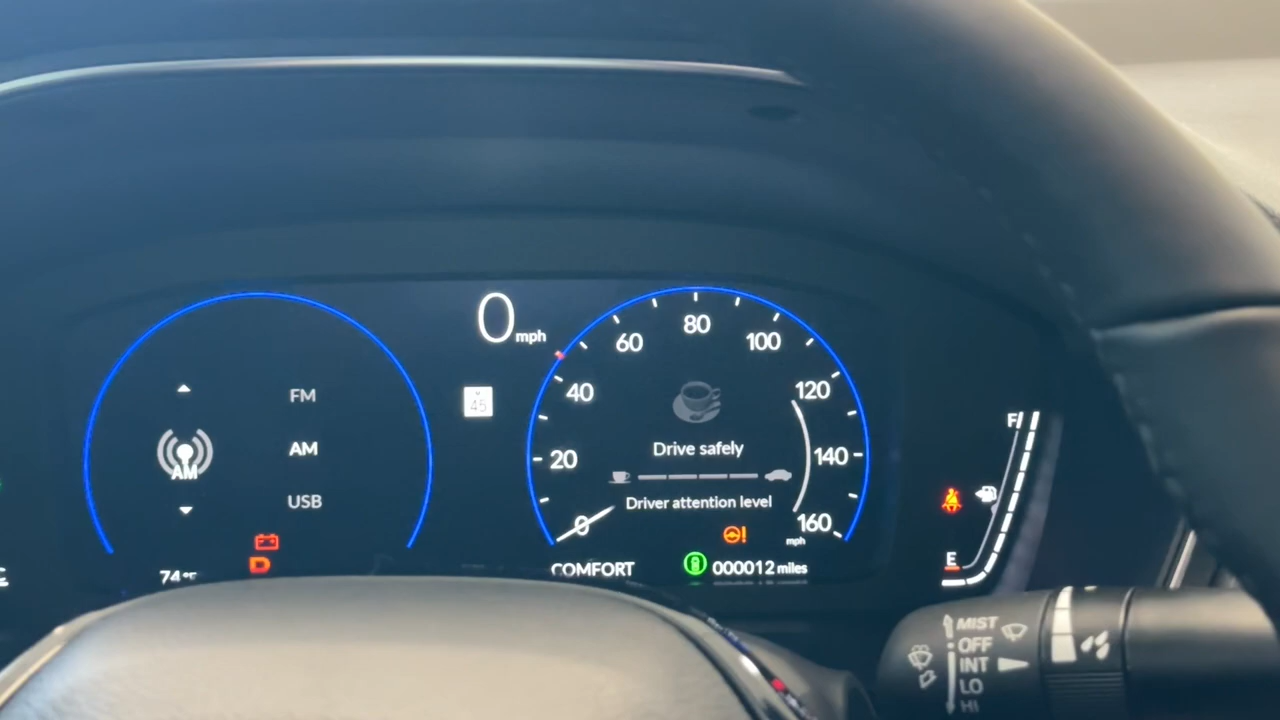 0 mph
FM
AM
AM
USB
74°F
45
0
20
40
60
80
100
120
140
160
mph
Drive safely
Driver attention level
COMFORT
000012 miles
F
E
MIST
OFF
INT
LO
HI